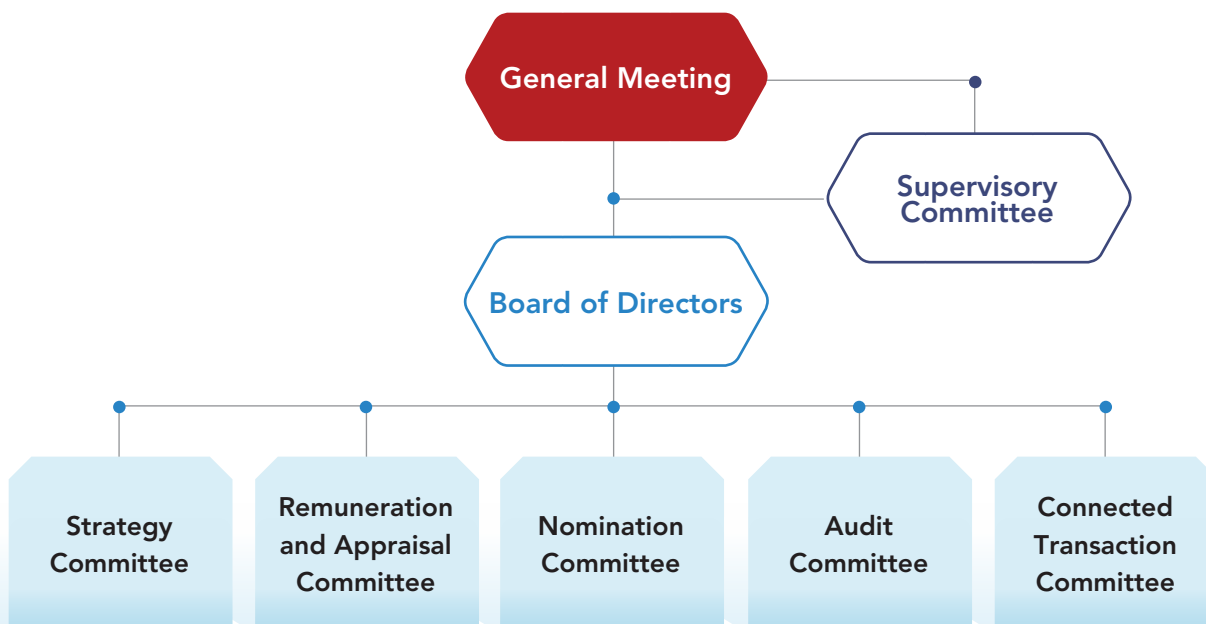 General Meeting
Supervisory
Committee
Board of Directors
Strategy
Committee
Remuneration
and Appraisal
Committee
Nomination
Committee
Audit
Committee
Connected
Transaction
Committee